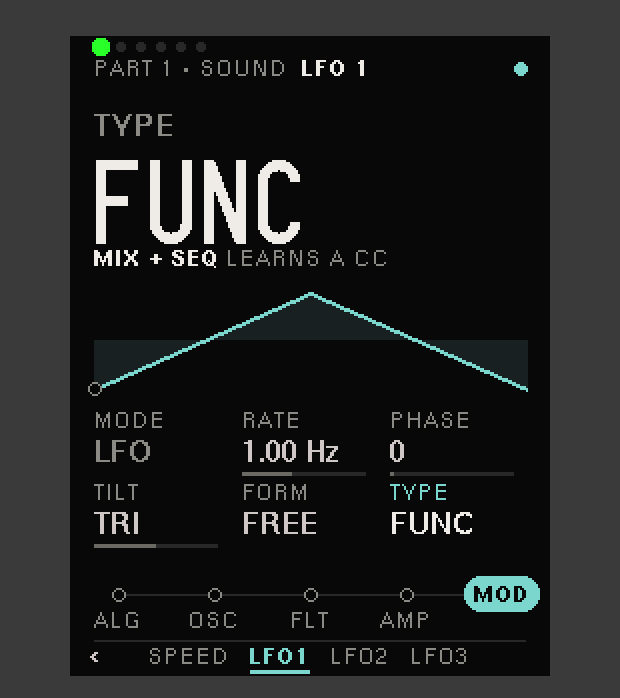 PART 1 · SOUND LFO 1
TYPE
FUNC
MIX + SEQ LEARNS A CC
MODE RATE PHASE
LFO 1.00 Hz 0
TILT FORM TYPE
TRI FREE FUNC
MOD
ALG OSC FLT AMP
< SPEED LFO1 LFO2 LFO3